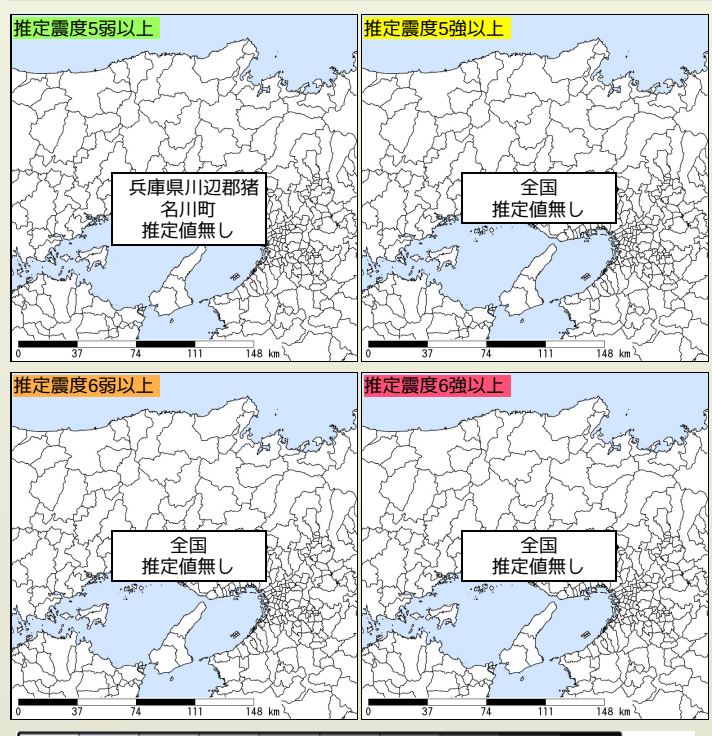 推定震度5弱以上
推定震度5強以上
兵庫県川辺郡猪
名川町
推定値無し
全国
推定値無し
0 37 74 111 148 km
0 37 74 111 148 km
推定震度6弱以上
推定震度6強以上
全国
推定値無し
全国
推定値無し
0 37 74 111 148 km
0 37 74 111 148 km